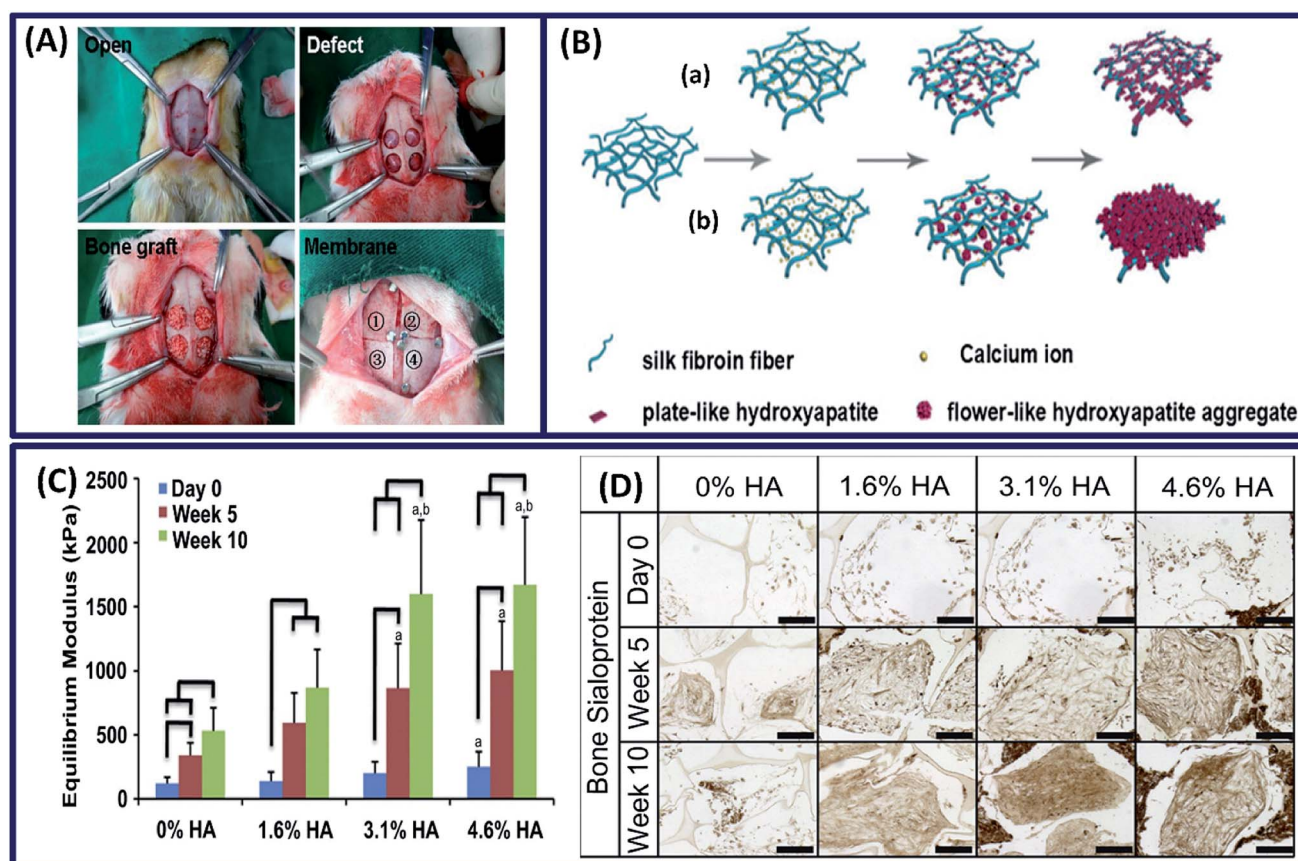 (A)
Open
Defect
Bone graft
Membrane
①
②
③
④
(B)
(a)
(b)
silk fibroin fiber
Calcium ion
plate-like hydroxyapatite
flower-like hydroxyapatite aggregate
(C)
Equilibrium Modulus (kPa)
2500
2000
1500
1000
500
0
Day 0
Week 5
Week 10
a
a,b
a
a
a,b
0% HA
1.6% HA
3.1% HA
4.6% HA
(D)
0% HA
1.6% HA
3.1% HA
4.6% HA
Bone Sialoprotein
Day 0
Week 5
Week 10